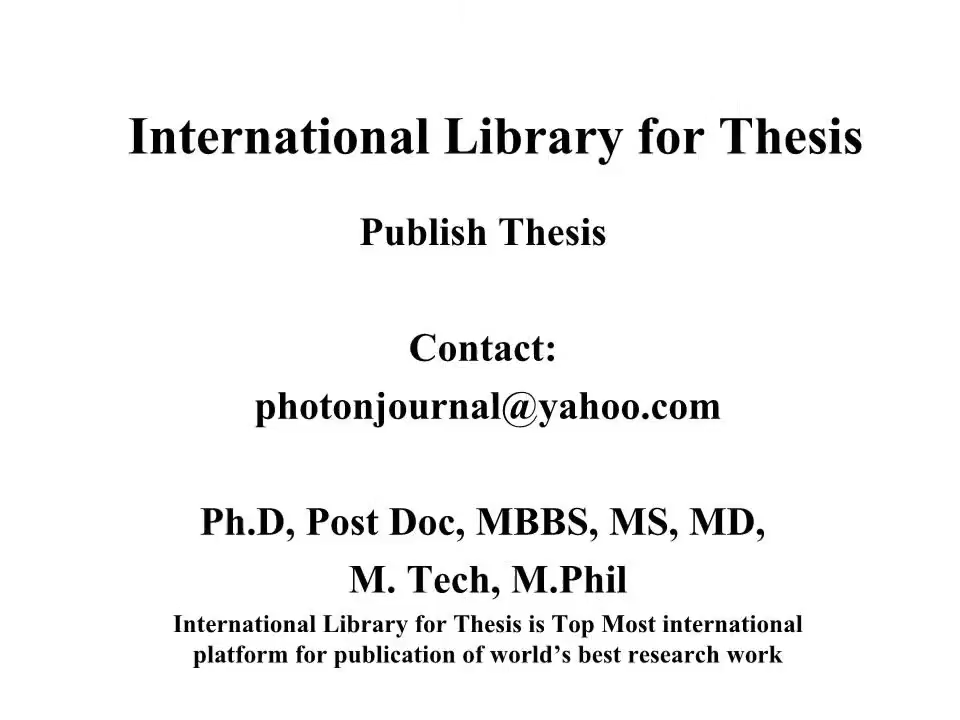 International Library for Thesis
Publish Thesis
Contact:
photonjournal@yahoo.com
Ph.D, Post Doc, MBBS, MS, MD,
M. Tech, M.Phil
International Library for Thesis is Top Most international
platform for publication of world’s best research work